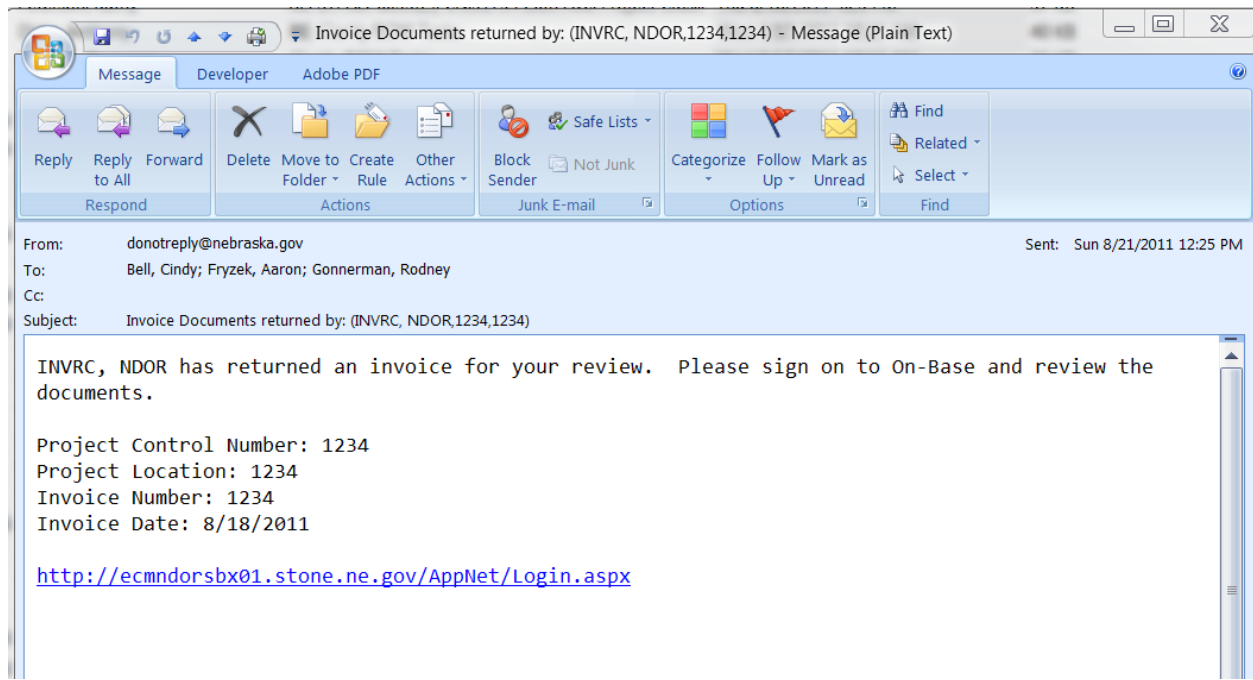 Invoice Documents returned by: (INVRC, NDOR,1234,1234) - Message (Plain Text)
Message Developer Adobe PDF
Reply
Reply to All
Forward
Respond
Delete
Move to Folder
Create Rule
Other Actions
Actions
Block Sender
Safe Lists
Not Junk
Junk E-mail
Categorize
Follow Up
Mark as Unread
Options
Find
Related
Select
Find
From: donotreply@nebraska.gov Sent: Sun 8/21/2011 12:25 PM
To: Bell, Cindy; Fryzek, Aaron; Gonnerman, Rodney
Cc:
Subject: Invoice Documents returned by: (INVRC, NDOR,1234,1234)
INVRC, NDOR has returned an invoice for your review.  Please sign on to On-Base and review the
documents.
Project Control Number: 1234
Project Location: 1234
Invoice Number: 1234
Invoice Date: 8/18/2011
http://ecmndorsbx01.stone.ne.gov/AppNet/Login.aspx